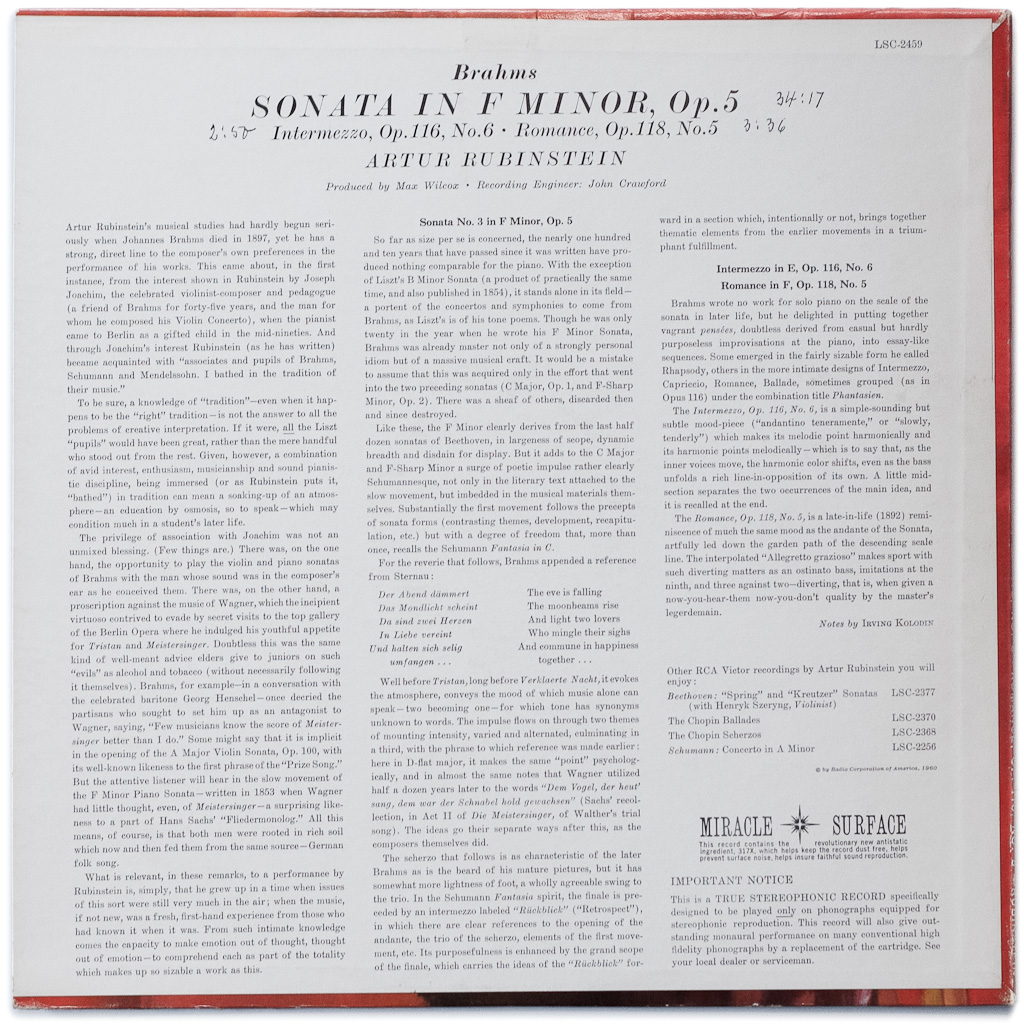 LSC-2459
Brahms
SONATA IN F MINOR, Op.5 34:17
2:50 Intermezzo, Op.116, No.6 • Romance, Op.118, No.5 3:36
ARTUR RUBINSTEIN
Produced by Max Wilcox • Recording Engineer: John Crawford
Artur Rubinstein's musical studies had hardly begun seri-
ously when Johannes Brahms died in 1897, yet he has a
strong, direct line to the composer's own preferences in the
performance of his works. This came about, in the first
instance, from the interest shown in Rubinstein by Joseph
Joachim, the celebrated violinist-composer and pedagogue
(a friend of Brahms for forty-five years, and the man for
whom he composed his Violin Concerto), when the pianist
came to Berlin as a gifted child in the mid-nineties. And
through Joachim's interest Rubinstein (as he has written)
became acquainted with "associates and pupils of Brahms,
Schumann and Mendelssohn. I bathed in the tradition of
their music."
To be sure, a knowledge of "tradition"—even when it hap-
pens to be the "right" tradition—is not the answer to all the
problems of creative interpretation. If it were, all the Liszt
"pupils" would have been great, rather than the mere handful
who stood out from the rest. Given, however, a combination
of avid interest, enthusiasm, musicianship and sound pianis-
tic discipline, being immersed (or as Rubinstein puts it,
"bathed") in tradition can mean a soaking-up of an atmos-
phere—an education by osmosis, so to speak—which may
condition much in a student's later life.
The privilege of association with Joachim was not an
unmixed blessing. (Few things are.) There was, on the one
hand, the opportunity to play the violin and piano sonatas
of Brahms with the man whose sound was in the composer's
ear as he conceived them. There was, on the other hand, a
proscription against the music of Wagner, which the incipient
virtuoso contrived to evade by secret visits to the top gallery
of the Berlin Opera where he indulged his youthful appetite
for Tristan and Meistersinger. Doubtless this was the same
kind of well-meant advice elders give to juniors on such
"evils" as alcohol and tobacco (without necessarily following
it themselves). Brahms, for example—in a conversation with
the celebrated baritone Georg Henschel—once decried the
partisans who sought to set him up as an antagonist to
Wagner, saying, "Few musicians know the score of Meister-
singer better than I do." Some might say that it is implicit
in the opening of the A Major Violin Sonata, Op. 100, with
its well-known likeness to the first phrase of the "Prize Song."
But the attentive listener will hear in the slow movement of
the F Minor Piano Sonata—written in 1853 when Wagner
had little thought, even, of Meistersinger—a surprising like-
ness to a part of Hans Sachs' "Fliedermonolog." All this
means, of course, is that both men were rooted in rich soil
which now and then fed them from the same source—German
folk song.
What is relevant, in these remarks, to a performance by
Rubinstein is, simply, that he grew up in a time when issues
of this sort were still very much in the air; when the music,
if not new, was a fresh, first-hand experience from those who
had known it when it was. From such intimate knowledge
comes the capacity to make emotion out of thought, thought
out of emotion—to comprehend each as part of the totality
which makes up so sizable a work as this.
Sonata No. 3 in F Minor, Op. 5
So far as size per se is concerned, the nearly one hundred
and ten years that have passed since it was written have pro-
duced nothing comparable for the piano. With the exception
of Liszt's B Minor Sonata (a product of practically the same
time, and also published in 1854), it stands alone in its field—
a portent of the concertos and symphonies to come from
Brahms, as Liszt's is of his tone poems. Though he was only
twenty in the year when he wrote his F Minor Sonata,
Brahms was already master not only of a strongly personal
idiom but of a massive musical craft. It would be a mistake
to assume that this was acquired only in the effort that went
into the two preceding sonatas (C Major, Op. 1, and F-Sharp
Minor, Op. 2). There was a sheaf of others, discarded then
and since destroyed.
Like these, the F Minor clearly derives from the last half
dozen sonatas of Beethoven, in largeness of scope, dynamic
breadth and disdain for display. But it adds to the C Major
and F-Sharp Minor a surge of poetic impulse rather clearly
Schumannesque, not only in the literary text attached to the
slow movement, but imbedded in the musical materials them-
selves. Substantially the first movement follows the precepts
of sonata forms (contrasting themes, development, recapitu-
lation, etc.) but with a degree of freedom that, more than
once, recalls the Schumann Fantasia in C.
For the reverie that follows, Brahms appended a reference
from Sternau:
Der Abend dämmert The eve is falling
Das Mondlicht scheint The moonbeams rise
Da sind zwei Herzen And light two lovers
In Liebe vereint Who mingle their sighs
Und halten sich selig And commune in happiness
umfangen . . . together . . .
Well before Tristan, long before Verklaerte Nacht, it evokes
the atmosphere, conveys the mood of which music alone can
speak—two becoming one—for which tone has synonyms
unknown to words. The impulse flows on through two themes
of mounting intensity, varied and alternated, culminating in
a third, with the phrase to which reference was made earlier:
here in D-flat major, it makes the same "point" psycholog-
ically, and in almost the same notes that Wagner utilized
half a dozen years later to the words "Dem Vogel, der heut'
sang, dem war der Schnabel hold gewachsen" (Sachs' recol-
lection, in Act II of Die Meistersinger, of Walther's trial
song). The ideas go their separate ways after this, as the
composers themselves did.
The scherzo that follows is as characteristic of the later
Brahms as is the beard of his mature pictures, but it has
somewhat more lightness of foot, a wholly agreeable swing to
the trio. In the Schumann Fantasia spirit, the finale is pre-
ceded by an intermezzo labeled "Rückblick" ("Retrospect"),
in which there are clear references to the opening of the
andante, the trio of the scherzo, elements of the first move-
ment, etc. Its purposefulness is enhanced by the grand scope
of the finale, which carries the ideas of the "Rückblick" for-
ward in a section which, intentionally or not, brings together
thematic elements from the earlier movements in a trium-
phant fulfillment.
Intermezzo in E, Op. 116, No. 6
Romance in F, Op. 118, No. 5
Brahms wrote no work for solo piano on the scale of the
sonata in later life, but he delighted in putting together
vagrant pensées, doubtless derived from casual but hardly
purposeless improvisations at the piano, into essay-like
sequences. Some emerged in the fairly sizable form he called
Rhapsody, others in the more intimate designs of Intermezzo,
Capriccio, Romance, Ballade, sometimes grouped (as in
Opus 116) under the combination title Phantasien.
The Intermezzo, Op. 116, No. 6, is a simple-sounding but
subtle mood-piece ("andantino teneramente," or "slowly,
tenderly") which makes its melodic point harmonically and
its harmonic points melodically—which is to say that, as the
inner voices move, the harmonic color shifts, even as the bass
unfolds a rich line-in-opposition of its own. A little mid-
section separates the two occurrences of the main idea, and
it is recalled at the end.
The Romance, Op. 118, No. 5, is a late-in-life (1892) remi-
niscence of much the same mood as the andante of the Sonata,
artfully led down the garden path of the descending scale
line. The interpolated "Allegretto grazioso" makes sport with
such diverting matters as an ostinato bass, imitations at the
ninth, and three against two—diverting, that is, when given a
now-you-hear-them now-you-don't quality by the master's
legerdemain.
Notes by IRVING KOLODIN
Other RCA Victor recordings by Artur Rubinstein you will
enjoy:
Beethoven: "Spring" and "Kreutzer" Sonatas LSC-2377
(with Henryk Szeryng, Violinist)
The Chopin Ballades LSC-2370
The Chopin Scherzos LSC-2368
Schumann: Concerto in A Minor LSC-2256
© by Radio Corporation of America, 1960
MIRACLE SURFACE
This record contains the revolutionary new antistatic
ingredient, 317X, which helps keep the record dust free, helps
prevent surface noise, helps insure faithful sound reproduction.
IMPORTANT NOTICE
This is a TRUE STEREOPHONIC RECORD specifically
designed to be played only on phonographs equipped for
stereophonic reproduction. This record will also give out-
standing monaural performance on many conventional high
fidelity phonographs by a replacement of the cartridge. See
your local dealer or serviceman.